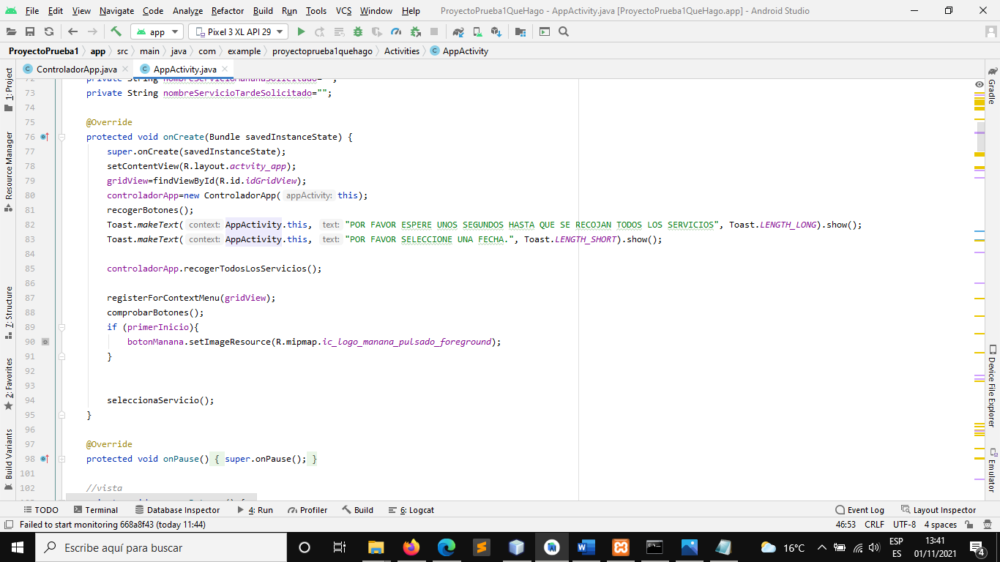 File Edit View Navigate Code Analyze Refactor Build Run Tools VCS Window Help ProyectoPrueba1QueHago - AppActivity.java [ProyectoPrueba1QueHago.app] - Android Studio
app Pixel 3 XL API 29
ProyectoPrueba1 app src main java com example proyectoprueba1quehago Activities AppActivity
ControladorApp.java AppActivity.java
1: Project
Resource Manager
7: Structure
2: Favorites
Build Variants
72 private String nombreServicioMananaSolicitado="";
73 private String nombreServicioTardeSolicitado="";
74
75 @Override
76 protected void onCreate(Bundle savedInstanceState) {
77 super.onCreate(savedInstanceState);
78 setContentView(R.layout.actvity_app);
79 gridView=findViewById(R.id.idGridView);
80 controladorApp=new ControladorApp( appActivity: this);
81 recogerBotones();
82 Toast.makeText( context: AppActivity.this, text: "POR FAVOR ESPERE UNOS SEGUNDOS HASTA QUE SE RECOJAN TODOS LOS SERVICIOS", Toast.LENGTH_LONG).show();
83 Toast.makeText( context: AppActivity.this, text: "POR FAVOR SELECCIONE UNA FECHA.", Toast.LENGTH_SHORT).show();
84
85 controladorApp.recogerTodosLosServicios();
86
87 registerForContextMenu(gridView);
88 comprobarBotones();
89 if (primerInicio){
90 botonManana.setImageResource(R.mipmap.ic_logo_manana_pulsado_foreground);
91 }
92
93
94 seleccionaServicio();
95 }
96
97 @Override
98 protected void onPause() { super.onPause(); }
101
102 //vista
Gradle
Device File Explorer
Emulator
TODO Terminal Database Inspector 4: Run Profiler Build 6: Logcat Event Log Layout Inspector
Failed to start monitoring 668a8f43 (today 11:44) 46:53 CRLF UTF-8 4 spaces
Escribe aquí para buscar 16°C ESP 13:41
ES 01/11/2021 4